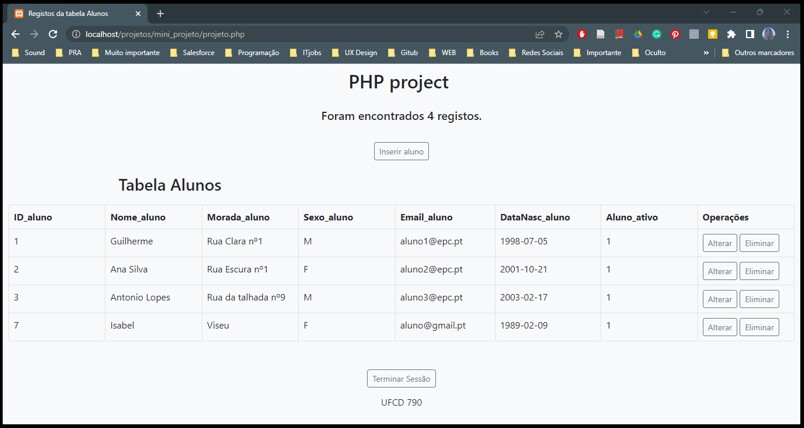 Registos da tabela Alunos
localhost/projetos/mini_projeto/projeto.php
Sound PRA Muito importante Salesforce Programação ITjobs UX Design Gitub WEB Books Redes Sociais Importante Oculto » Outros marcadores
PHP project
Foram encontrados 4 registos.
Inserir aluno
Tabela Alunos
ID_aluno Nome_aluno Morada_aluno Sexo_aluno Email_aluno DataNasc_aluno Aluno_ativo Operações
1 Guilherme Rua Clara nº1 M aluno1@epc.pt 1998-07-05 1 Alterar Eliminar
2 Ana Silva Rua Escura nº1 F aluno2@epc.pt 2001-10-21 1 Alterar Eliminar
3 Antonio Lopes Rua da talhada nº9 M aluno3@epc.pt 2003-02-17 1 Alterar Eliminar
7 Isabel Viseu F aluno@gmail.pt 1989-02-09 1 Alterar Eliminar
Terminar Sessão
UFCD 790